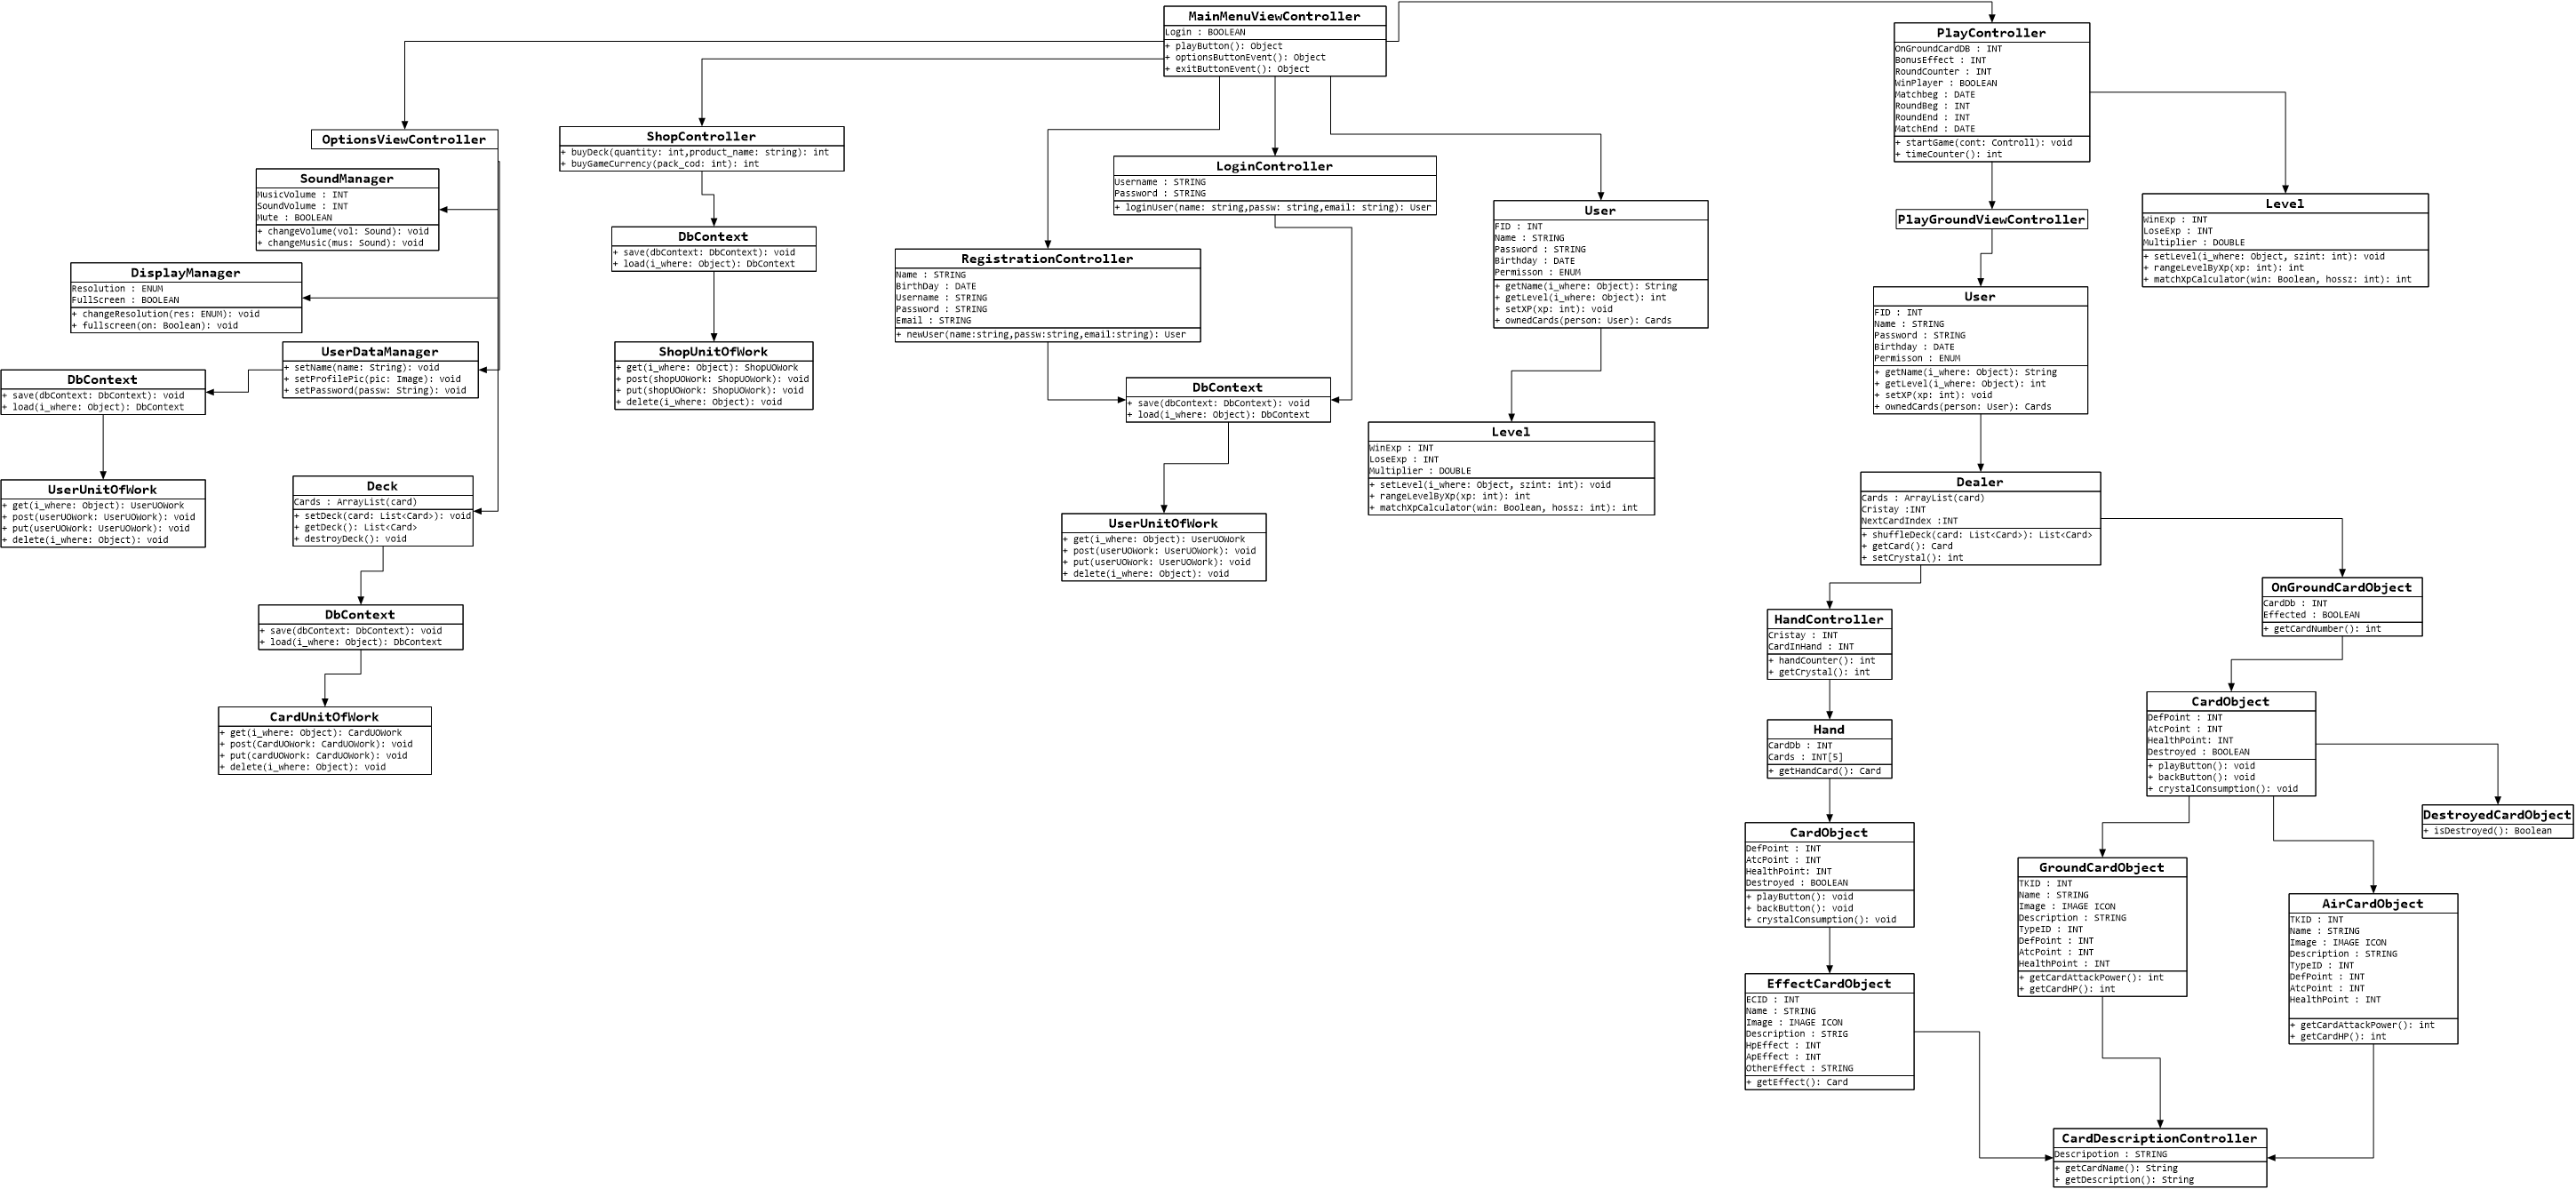 MainMenuViewController
Login : BOOLEAN
+ playButton(): Object
+ optionsButtonEvent(): Object
+ exitButtonEvent(): Object
OptionsViewController
SoundManager
MusicVolume : INT
SoundVolume : INT
Mute : BOOLEAN
+ changeVolume(vol: Sound): void
+ changeMusic(mus: Sound): void
DisplayManager
Resolution : ENUM
FullScreen : BOOLEAN
+ changeResolution(res: ENUM): void
+ fullscreen(on: Boolean): void
UserDataManager
+ setName(name: String): void
+ setProfilePic(pic: Image): void
+ setPassword(passw: String): void
DbContext
+ save(dbContext: DbContext): void
+ load(i_where: Object): DbContext
UserUnitOfWork
+ get(i_where: Object): UserUOWork
+ post(userUOWork: UserUOWork): void
+ put(userUOWork: UserUOWork): void
+ delete(i_where: Object): void
Deck
Cards : ArrayList(card)
+ setDeck(card: List<Card>): void
+ getDeck(): List<Card>
+ destroyDeck(): void
DbContext
+ save(dbContext: DbContext): void
+ load(i_where: Object): DbContext
CardUnitOfWork
+ get(i_where: Object): CardUOWork
+ post(CardUOWork: CardUOWork): void
+ put(cardUOWork: CardUOWork): void
+ delete(i_where: Object): void
ShopController
+ buyDeck(quantity: int,product_name: string): int
+ buyGameCurrency(pack_cod: int): int
DbContext
+ save(dbContext: DbContext): void
+ load(i_where: Object): DbContext
ShopUnitOfWork
+ get(i_where: Object): ShopUOWork
+ post(shopUOWork: ShopUOWork): void
+ put(shopUOWork: ShopUOWork): void
+ delete(i_where: Object): void
RegistrationController
Name : STRING
BirthDay : DATE
Username : STRING
Password : STRING
Email : STRING
+ newUser(name:string,passw:string,email:string): User
LoginController
Username : STRING
Password : STRING
+ loginUser(name: string,passw: string,email: string): User
DbContext
+ save(dbContext: DbContext): void
+ load(i_where: Object): DbContext
UserUnitOfWork
+ get(i_where: Object): UserUOWork
+ post(userUOWork: UserUOWork): void
+ put(userUOWork: UserUOWork): void
+ delete(i_where: Object): void
User
FID : INT
Name : STRING
Password : STRING
Birthday : DATE
Permisson : ENUM
+ getName(i_where: Object): String
+ getLevel(i_where: Object): int
+ setXP(xp: int): void
+ ownedCards(person: User): Cards
Level
WinExp : INT
LoseExp : INT
Multiplier : DOUBLE
+ setLevel(i_where: Object, szint: int): void
+ rangeLevelByXp(xp: int): int
+ matchXpCalculator(win: Boolean, hossz: int): int
PlayController
OnGroundCardDB : INT
BonusEffect : INT
RoundCounter : INT
WinPlayer : BOOLEAN
Matchbeg : DATE
RoundBeg : INT
RoundEnd : INT
MatchEnd : DATE
+ startGame(cont: Controll): void
+ timeCounter(): int
Level
WinExp : INT
LoseExp : INT
Multiplier : DOUBLE
+ setLevel(i_where: Object, szint: int): void
+ rangeLevelByXp(xp: int): int
+ matchXpCalculator(win: Boolean, hossz: int): int
PlayGroundViewController
User
FID : INT
Name : STRING
Password : STRING
Birthday : DATE
Permisson : ENUM
+ getName(i_where: Object): String
+ getLevel(i_where: Object): int
+ setXP(xp: int): void
+ ownedCards(person: User): Cards
Dealer
Cards : ArrayList(card)
Cristay :INT
NextCardIndex :INT
+ shuffleDeck(card: List<Card>): List<Card>
+ getCard(): Card
+ setCrystal(): int
HandController
Cristay : INT
CardInHand : INT
+ handCounter(): int
+ getCrystal(): int
Hand
CardDb : INT
Cards : INT[5]
+ getHandCard(): Card
CardObject
DefPoint : INT
AtcPoint : INT
HealthPoint: INT
Destroyed : BOOLEAN
+ playButton(): void
+ backButton(): void
+ crystalConsumption(): void
EffectCardObject
ECID : INT
Name : STRING
Image : IMAGE ICON
Description : STRIG
HpEffect : INT
ApEffect : INT
OtherEffect : STRING
+ getEffect(): Card
OnGroundCardObject
CardDb : INT
Effected : BOOLEAN
+ getCardNumber(): int
CardObject
DefPoint : INT
AtcPoint : INT
HealthPoint: INT
Destroyed : BOOLEAN
+ playButton(): void
+ backButton(): void
+ crystalConsumption(): void
DestroyedCardObject
+ isDestroyed(): Boolean
GroundCardObject
TKID : INT
Name : STRING
Image : IMAGE ICON
Description : STRING
TypeID : INT
DefPoint : INT
AtcPoint : INT
HealthPoint : INT
+ getCardAttackPower(): int
+ getCardHP(): int
AirCardObject
TKID : INT
Name : STRING
Image : IMAGE ICON
Description : STRING
TypeID : INT
DefPoint : INT
AtcPoint : INT
HealthPoint : INT
+ getCardAttackPower(): int
+ getCardHP(): int
CardDescriptionController
Descripotion : STRING
+ getCardName(): String
+ getDescription(): String